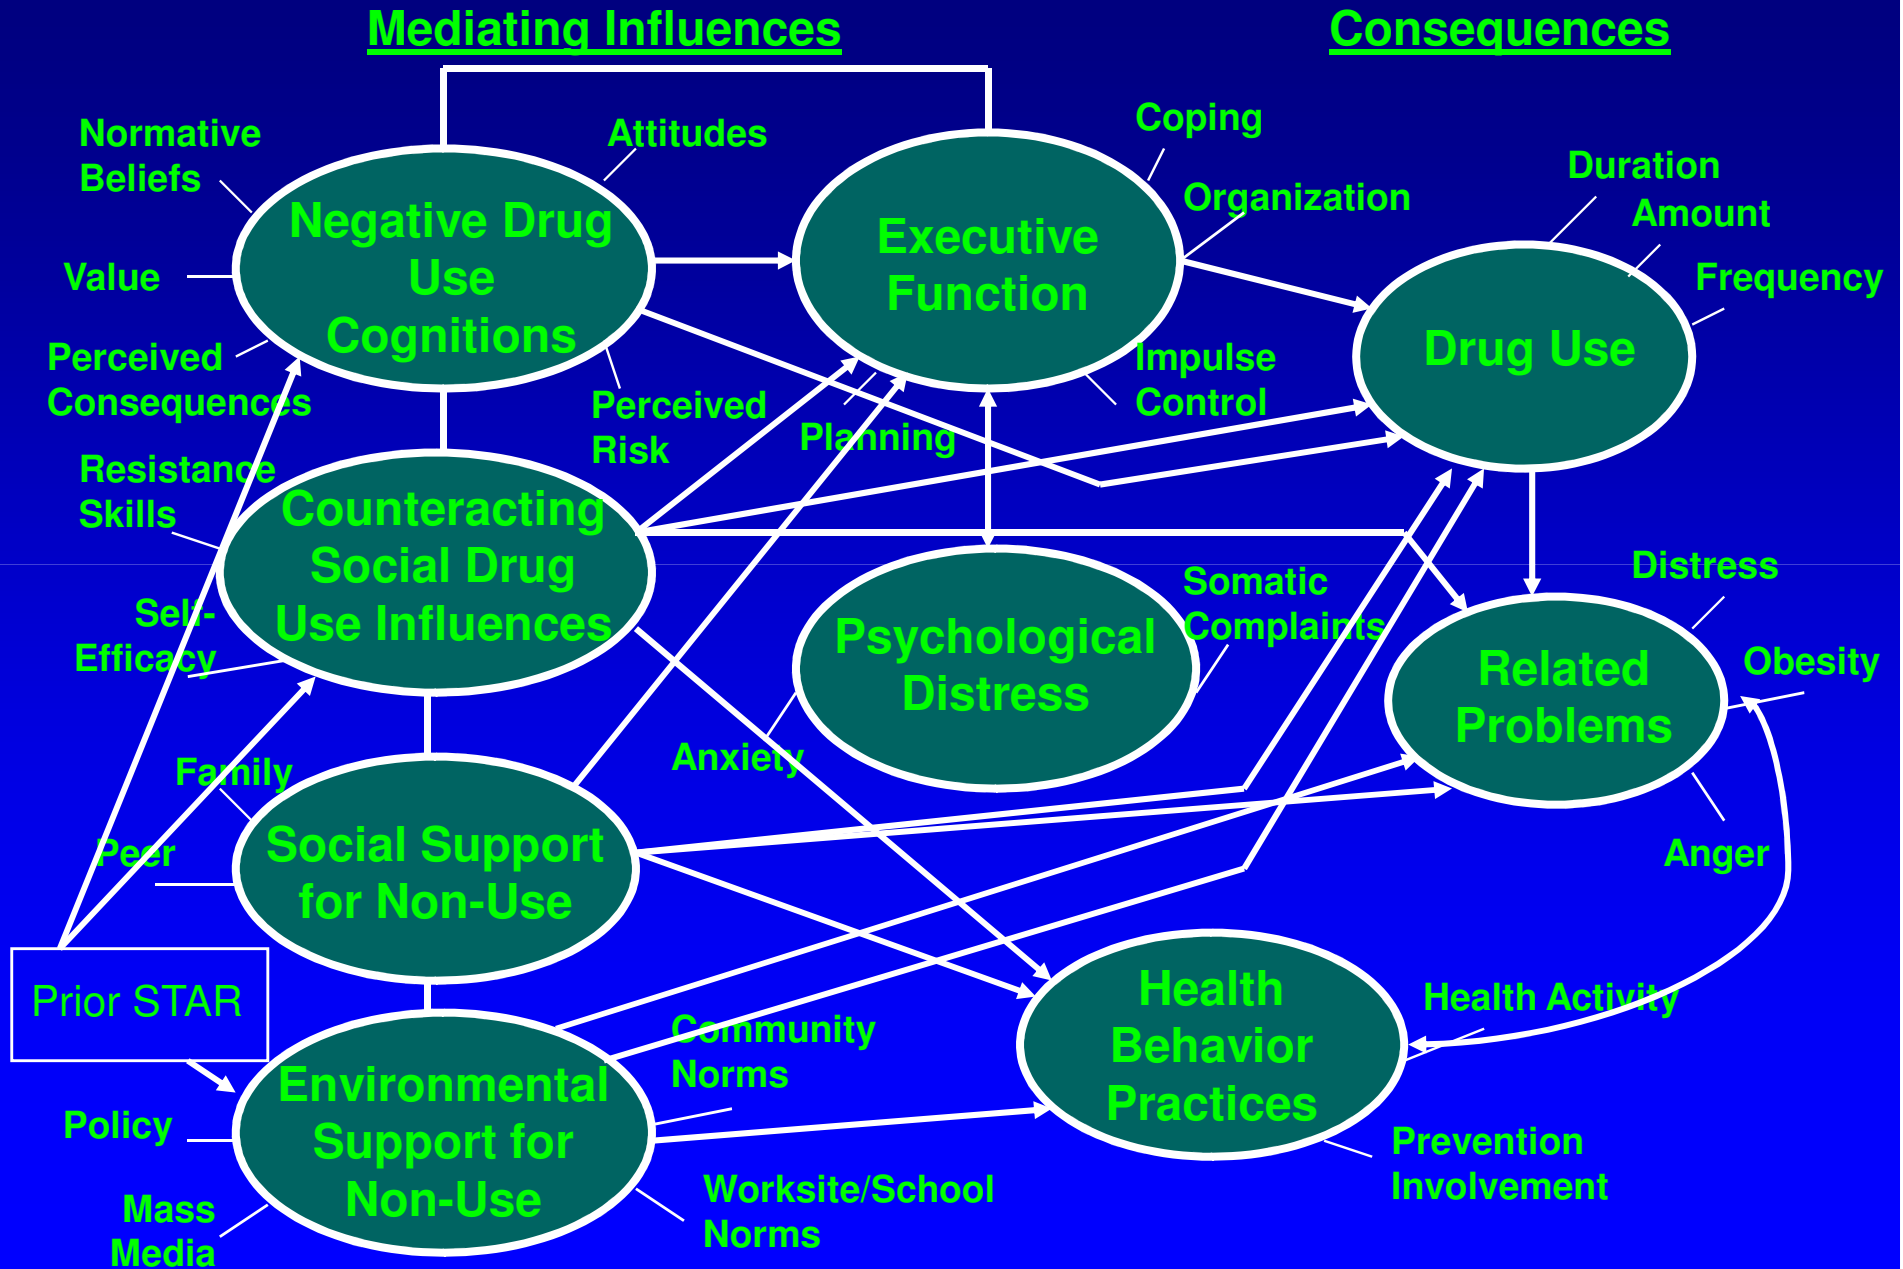 Mediating Influences
Consequences
Normative
Beliefs
Attitudes
Coping
Organization
Duration
Amount
Frequency
Negative Drug
Use
Cognitions
Executive
Function
Drug Use
Value
Perceived
Consequences
Perceived
Risk
Planning
Impulse
Control
Resistance
Skills
Counteracting
Social Drug
Use Influences
Self-
Efficacy
Psychological
Distress
Somatic
Complaints
Anxiety
Distress
Obesity
Related
Problems
Anger
Family
Peer
Social Support
for Non-Use
Prior STAR
Health
Behavior
Practices
Health Activity
Prevention
Involvement
Community
Norms
Environmental
Support for
Non-Use
Policy
Mass
Media
Worksite/School
Norms